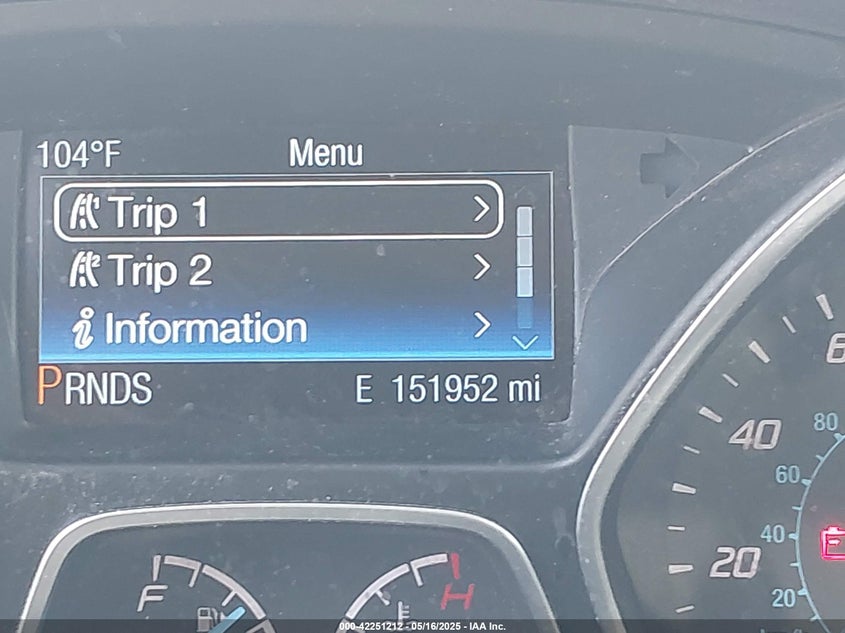 104°F Menu
Trip 1
Trip 2
i Information
PRNDS E 151952 mi
6
80
40
60
40
20
20
F
H
000-42251212 - 05/16/2025 - IAA Inc.